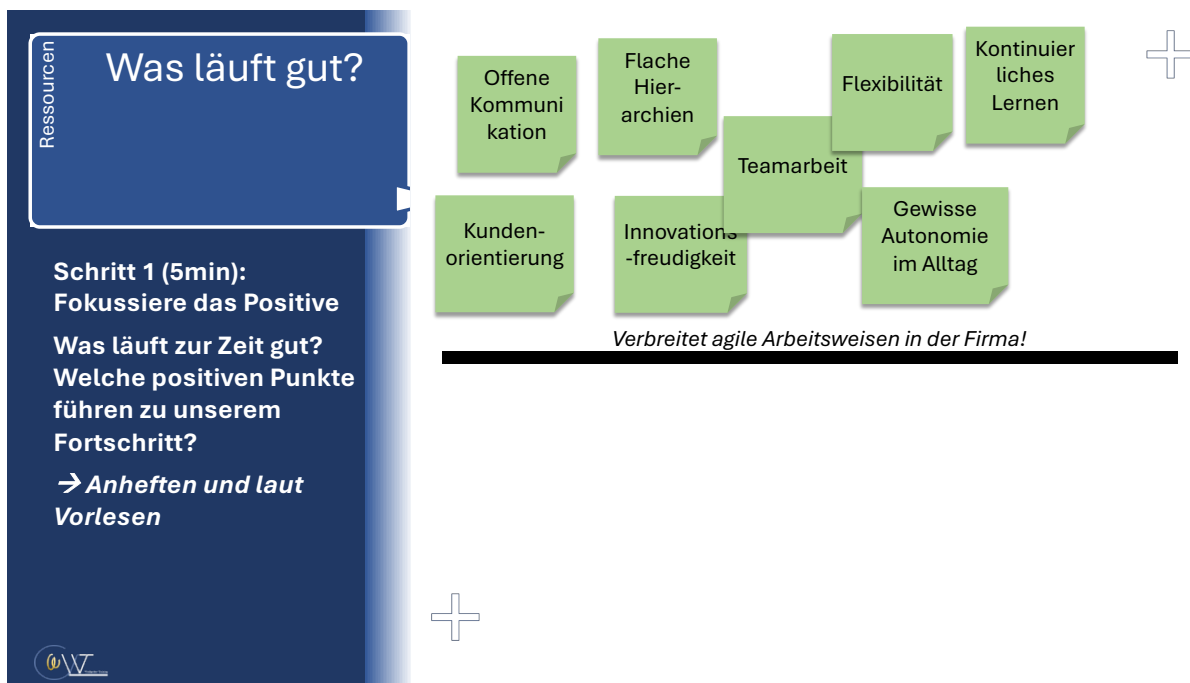 Ressourcen
Was läuft gut?
Schritt 1 (5min):
Fokussiere das Positive
Was läuft zur Zeit gut?
Welche positiven Punkte
führen zu unserem
Fortschritt?
→ Anheften und laut
Vorlesen
Offene
Kommuni
kation
Flache
Hier-
archien
Teamarbeit
Flexibilität
Kontinuier
liches
Lernen
Kunden-
orientierung
Innovations
-freudigkeit
Gewisse
Autonomie
im Alltag
Verbreitet agile Arbeitsweisen in der Firma!